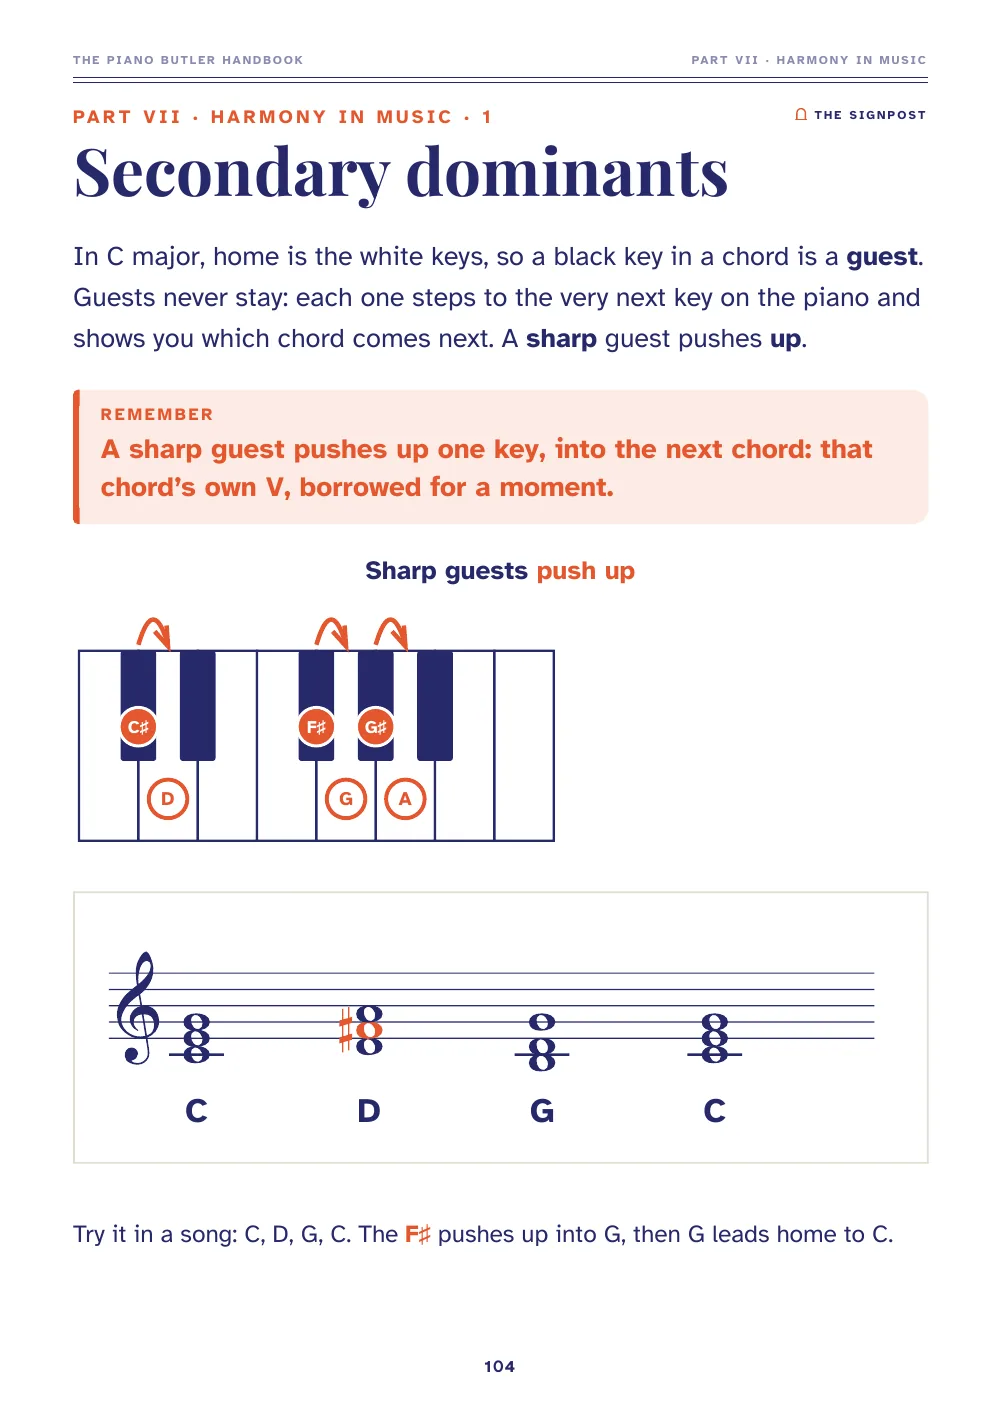 THE PIANO BUTLER HANDBOOK
PART VII · HARMONY IN MUSIC
PART VII · HARMONY IN MUSIC · 1
THE SIGNPOST
Secondary dominants
In C major, home is the white keys, so a black key in a chord is a guest.
Guests never stay: each one steps to the very next key on the piano and
shows you which chord comes next. A sharp guest pushes up.
REMEMBER
A sharp guest pushes up one key, into the next chord: that
chord’s own V, borrowed for a moment.
Sharp guests push up
C♯ F♯ G♯
D G A
C D G C
Try it in a song: C, D, G, C. The F♯ pushes up into G, then G leads home to C.
104